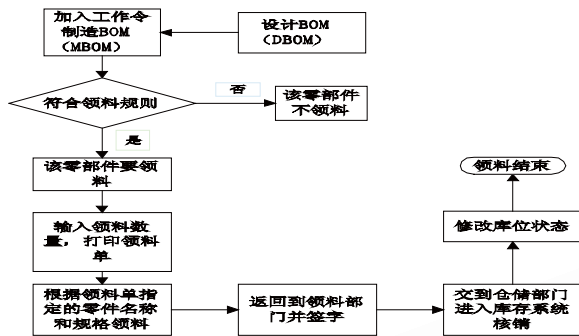 加入工作令
制造BOM
（MBOM）
设计BOM
（DBOM）
符合领料规则
否
该零部件
不领料
是
该零部件要领
料
领料结束
输入领料数
量，打印领料
单
修改库位状态
根据领料单指
定的零件名称
和规格领料
返回到领料部
门并签字
交到仓储部门
进入库存系统
核销